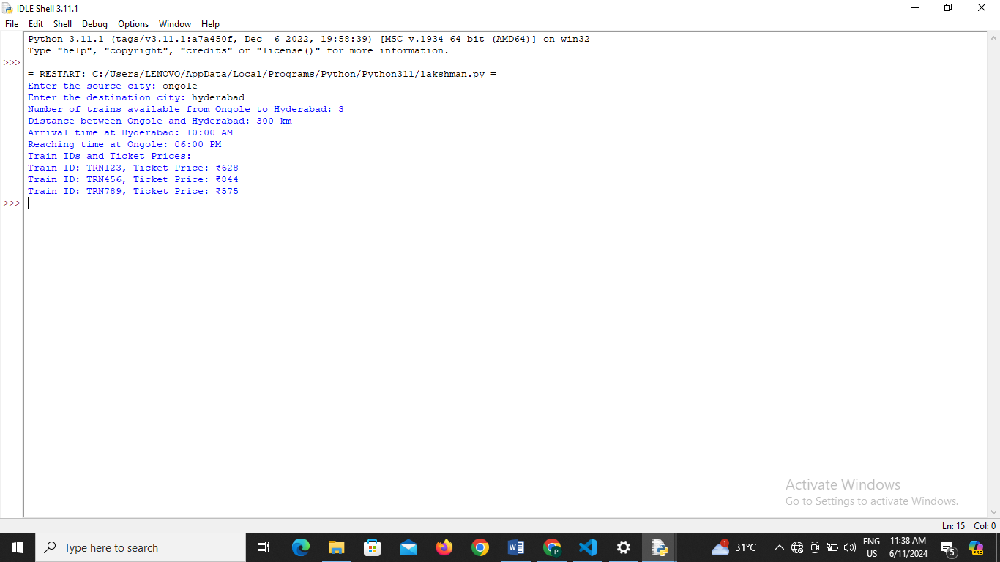 IDLE Shell 3.11.1
File Edit Shell Debug Options Window Help
Python 3.11.1 (tags/v3.11.1:a7a450f, Dec  6 2022, 19:58:39) [MSC v.1934 64 bit (AMD64)] on win32
Type "help", "copyright", "credits" or "license()" for more information.
>>>
= RESTART: C:/Users/LENOVO/AppData/Local/Programs/Python/Python311/lakshman.py =
Enter the source city: ongole
Enter the destination city: hyderabad
Number of trains available from Ongole to Hyderabad: 3
Distance between Ongole and Hyderabad: 300 km
Arrival time at Hyderabad: 10:00 AM
Reaching time at Ongole: 06:00 PM
Train IDs and Ticket Prices:
Train ID: TRN123, Ticket Price: ₹628
Train ID: TRN456, Ticket Price: ₹844
Train ID: TRN789, Ticket Price: ₹575
>>>
Activate Windows
Go to Settings to activate Windows.
Ln: 15 Col: 0
Type here to search
1
31°C
ENG
US
11:38 AM
6/11/2024
5
PRE